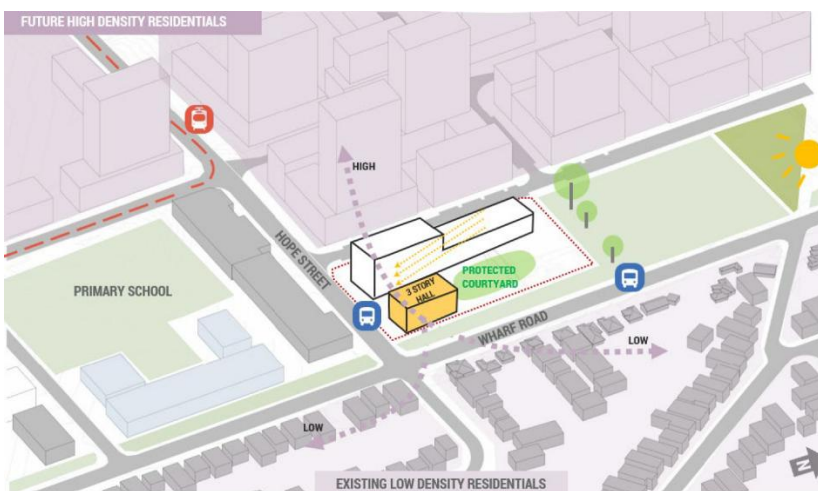 FUTURE HIGH DENSITY RESIDENTIALS
HIGH
HOPE STREET
PRIMARY SCHOOL
PROTECTED
COURTYARD
3 STORY
HALL
WHARF ROAD
LOW
LOW
EXISTING LOW DENSITY RESIDENTIALS
N